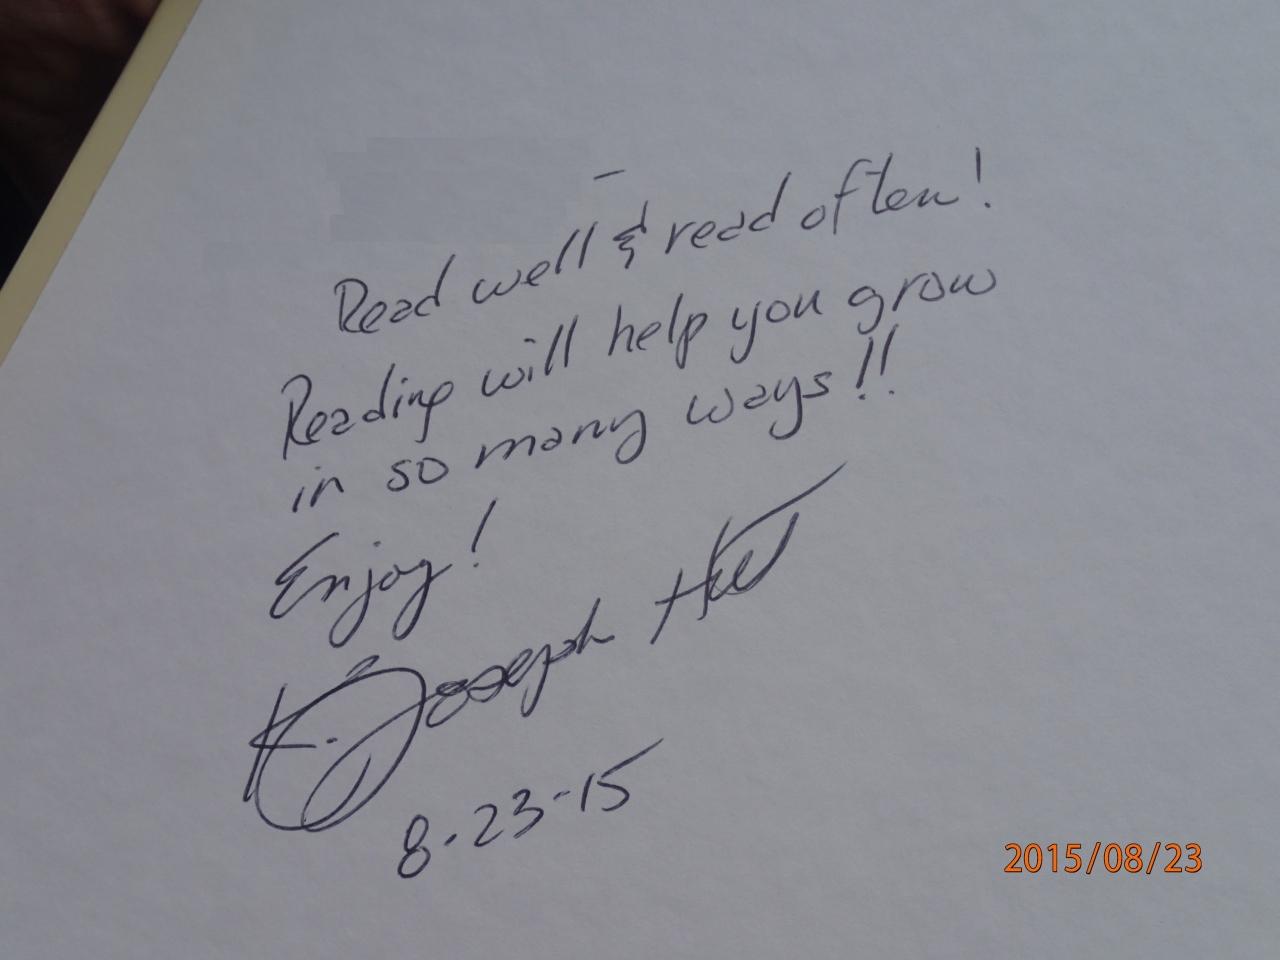 Read well & read often!
Reading will help you grow
in so many ways!!
Enjoy!
K. Joseph
8-23-15
2015/08/23